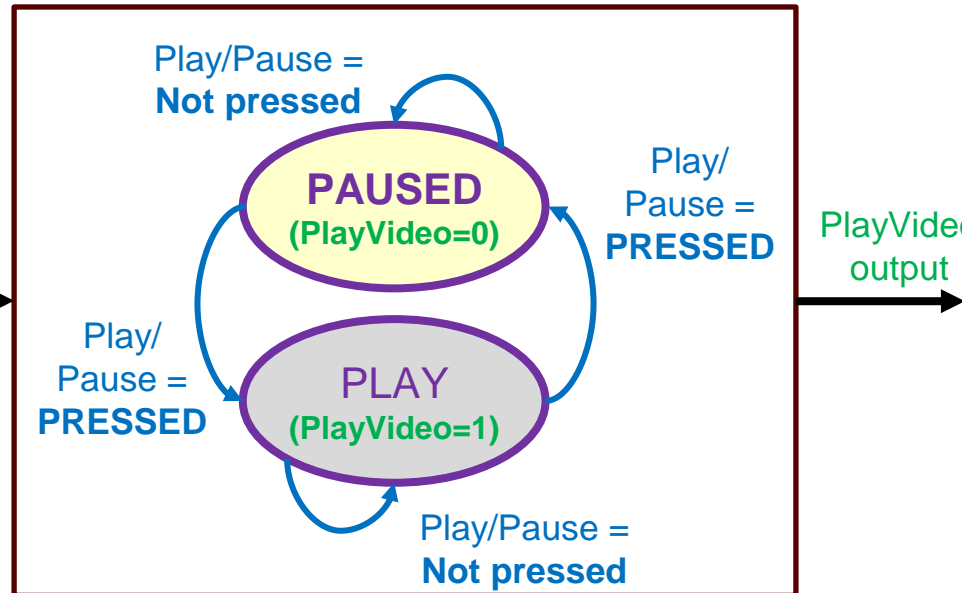 Play/Pause =
Not pressed
PAUSED
(PlayVideo=0)
Play/
Pause =
PRESSED
PlayVideo
output
Play/
Pause =
PRESSED
PLAY
(PlayVideo=1)
Play/Pause =
Not pressed